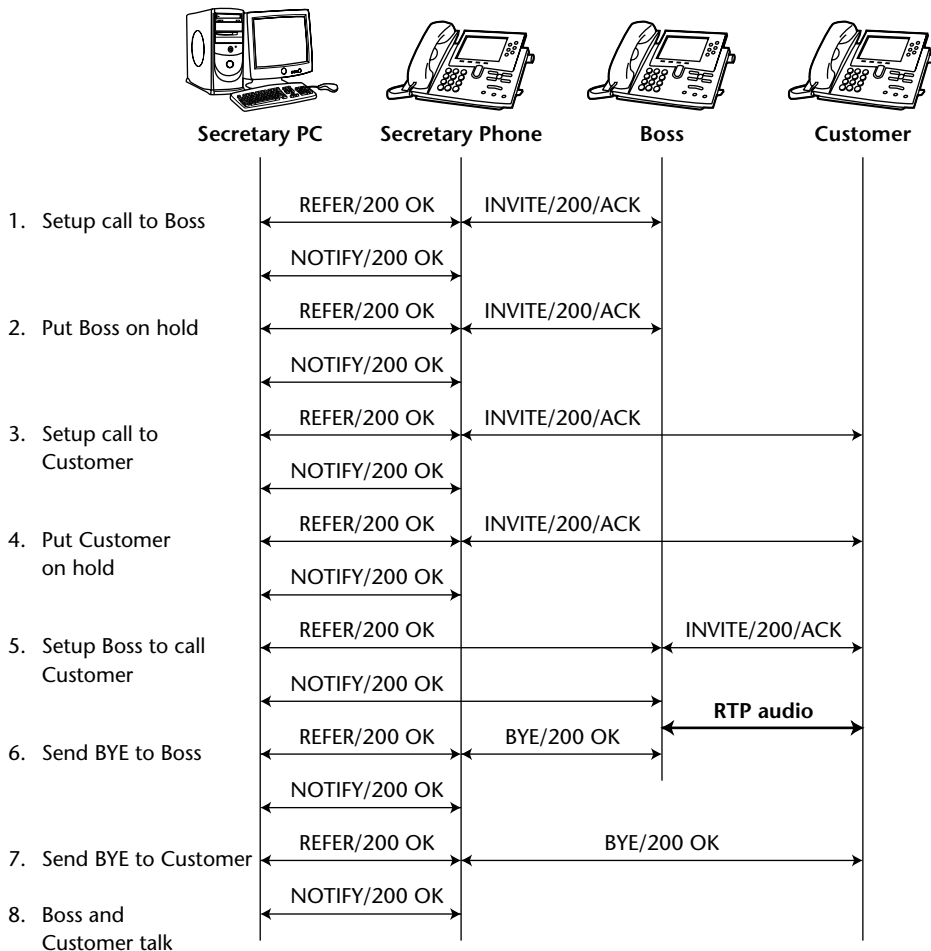 Secretary PC
Secretary Phone
Boss
Customer
REFER/200 OK
INVITE/200/ACK
1. Setup call to Boss
NOTIFY/200 OK
REFER/200 OK
INVITE/200/ACK
2. Put Boss on hold
NOTIFY/200 OK
REFER/200 OK
INVITE/200/ACK
3. Setup call to
Customer
NOTIFY/200 OK
REFER/200 OK
INVITE/200/ACK
4. Put Customer
on hold
NOTIFY/200 OK
REFER/200 OK
INVITE/200/ACK
5. Setup Boss to call
Customer
NOTIFY/200 OK
RTP audio
REFER/200 OK
BYE/200 OK
6. Send BYE to Boss
NOTIFY/200 OK
REFER/200 OK
BYE/200 OK
7. Send BYE to Customer
NOTIFY/200 OK
8. Boss and
Customer talk